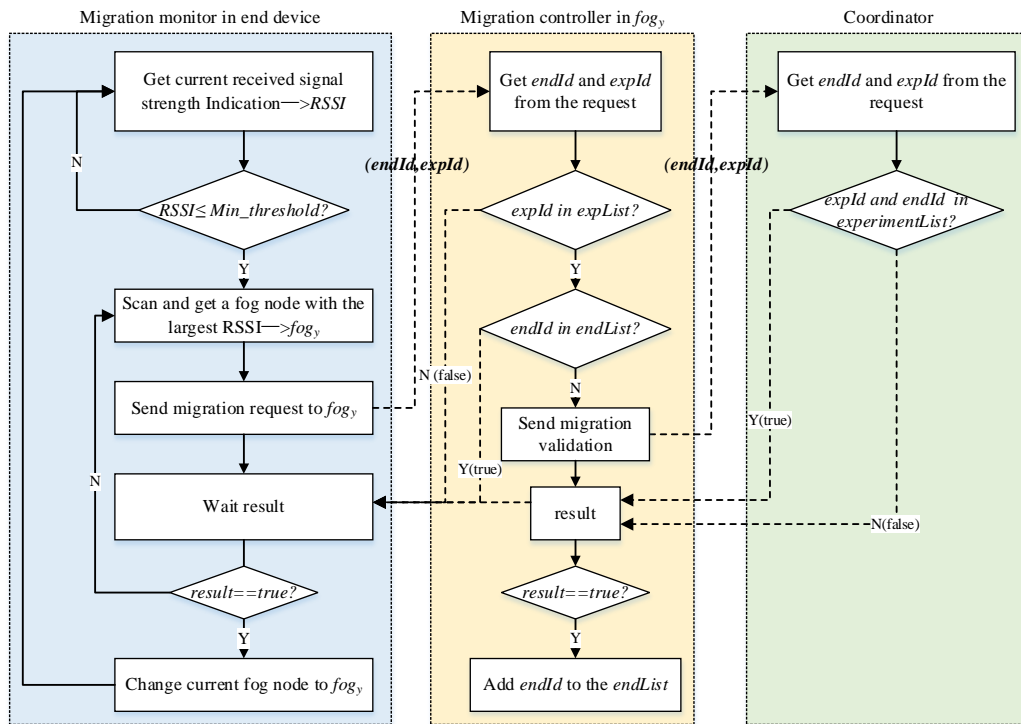 Migration monitor in end device
Get current received signal
strength Indication—>RSSI
N
RSSI≤ Min_threshold?
Y
Scan and get a fog node with the
largest RSSI—>fogy
Send migration request to fogy
N
Wait result
result==true?
Y
Change current fog node to fogy
Migration controller in fogy
Get endId and expId
from the request
(endId,expId)
expId in expList?
Y
endId in endList?
N (false)
N
Send migration
validation
Y(true)
result
result==true?
Y
Add endId to the endList
Coordinator
Get endId and expId from the
request
(endId,expId)
expId and endId in
experimentList?
Y(true)
N(false)